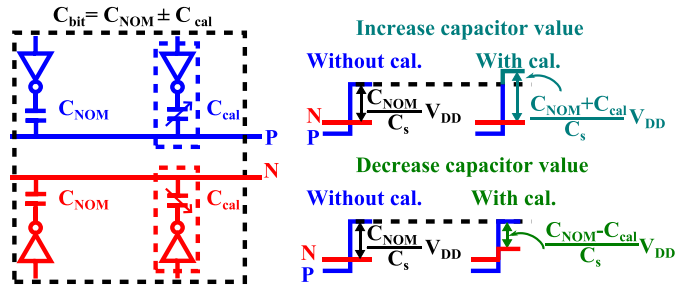 C_bit = C_NOM ± C_cal
C_NOM
C_cal
P
N
C_NOM
C_cal
Increase capacitor value
Without cal.
With cal.
N
P
C_NOM/C_s V_DD
C_NOM+C_cal/C_s V_DD
Decrease capacitor value
Without cal.
With cal.
N
P
C_NOM/C_s V_DD
C_NOM-C_cal/C_s V_DD